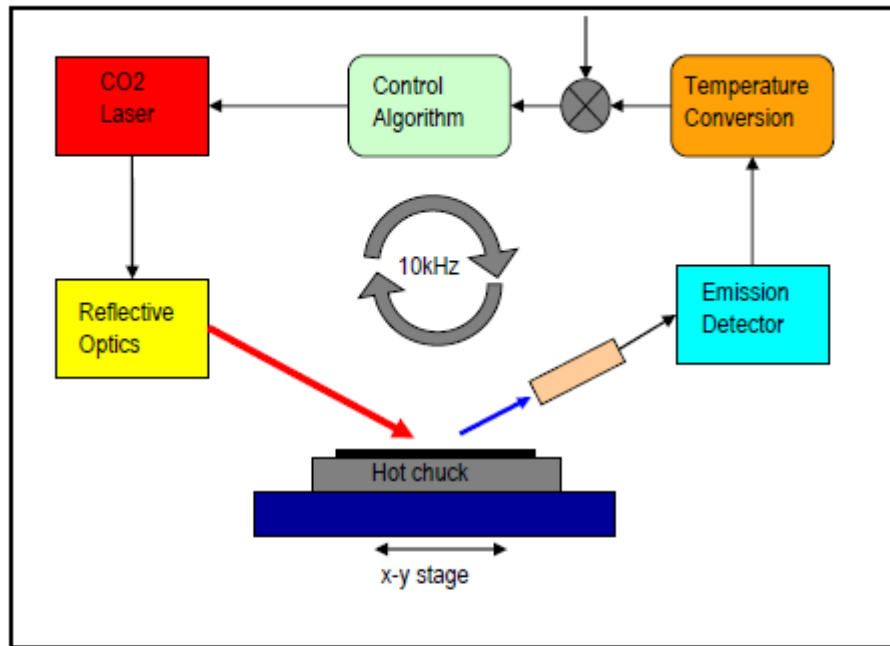 CO2
Laser
Control
Algorithm
Temperature
Conversion
10kHz
Reflective
Optics
Emission
Detector
Hot chuck
x-y stage